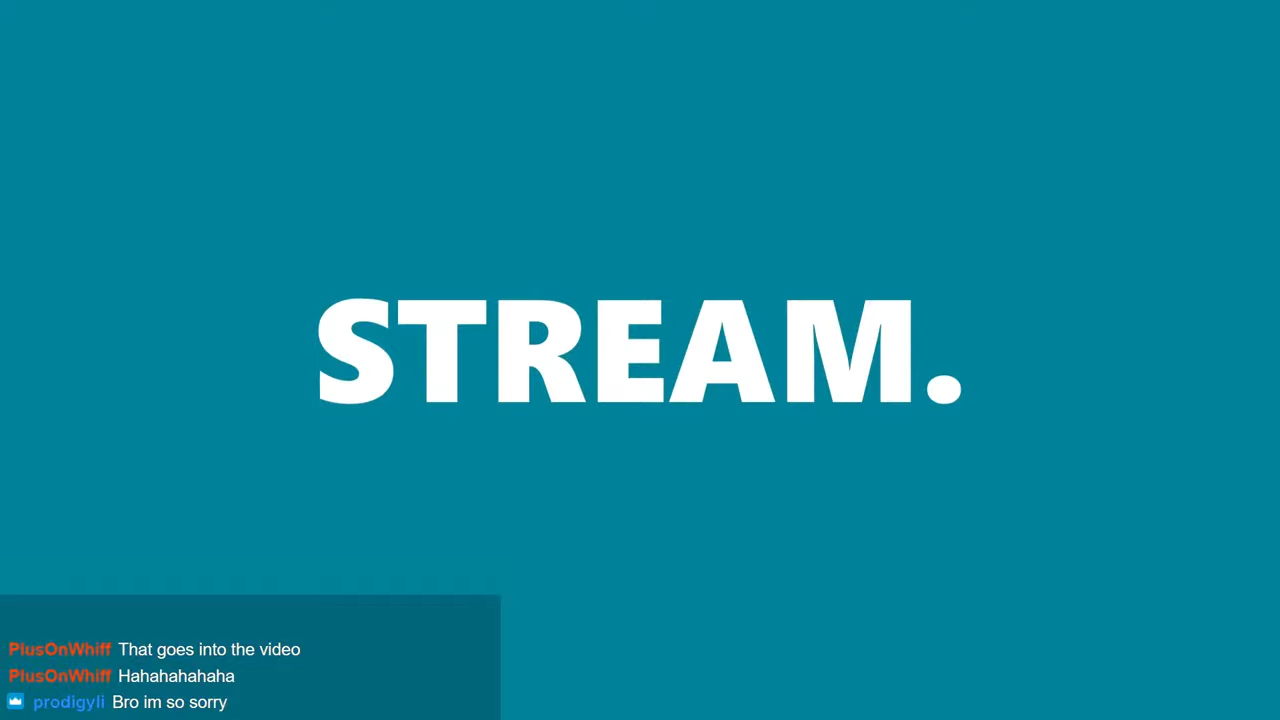 STREAM.
PlusOnWhiff That goes into the video
PlusOnWhiff Hahahahahaha
prodigyli Bro im so sorry